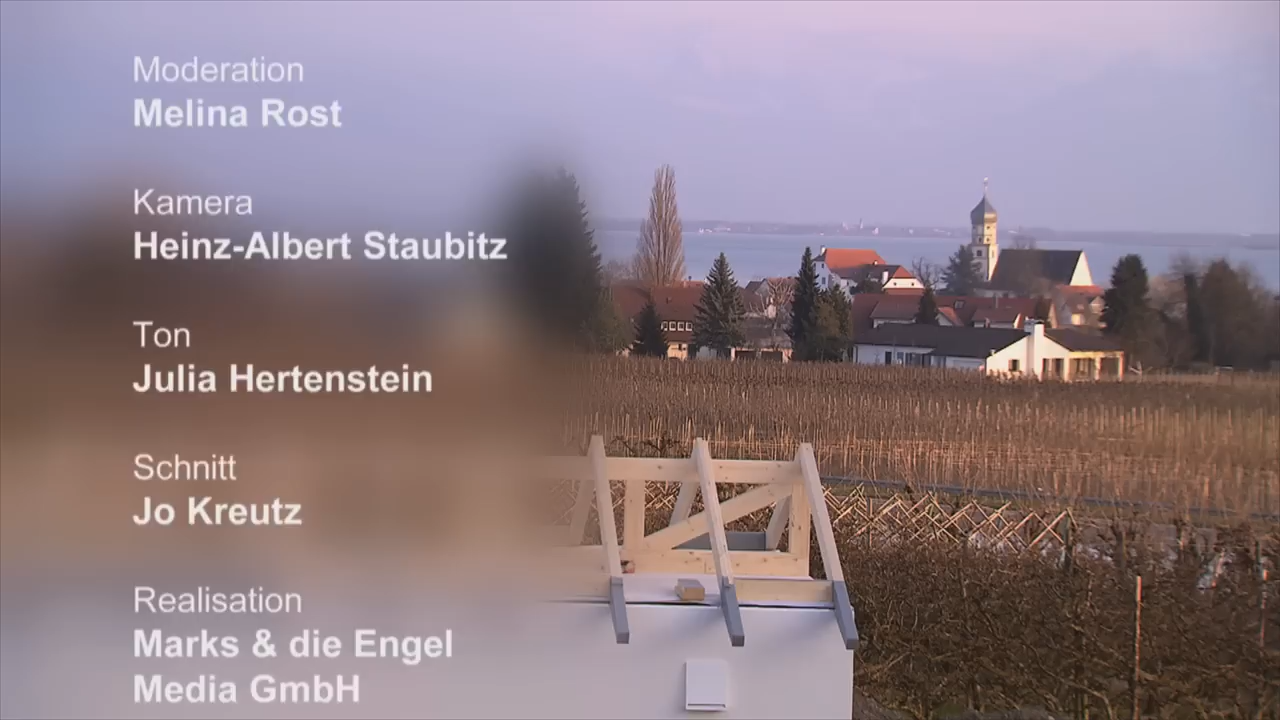 Moderation
Melina Rost
Kamera
Heinz-Albert Staubitz
Ton
Julia Hertenstein
Schnitt
Jo Kreutz
Realisation
Marks & die Engel
Media GmbH